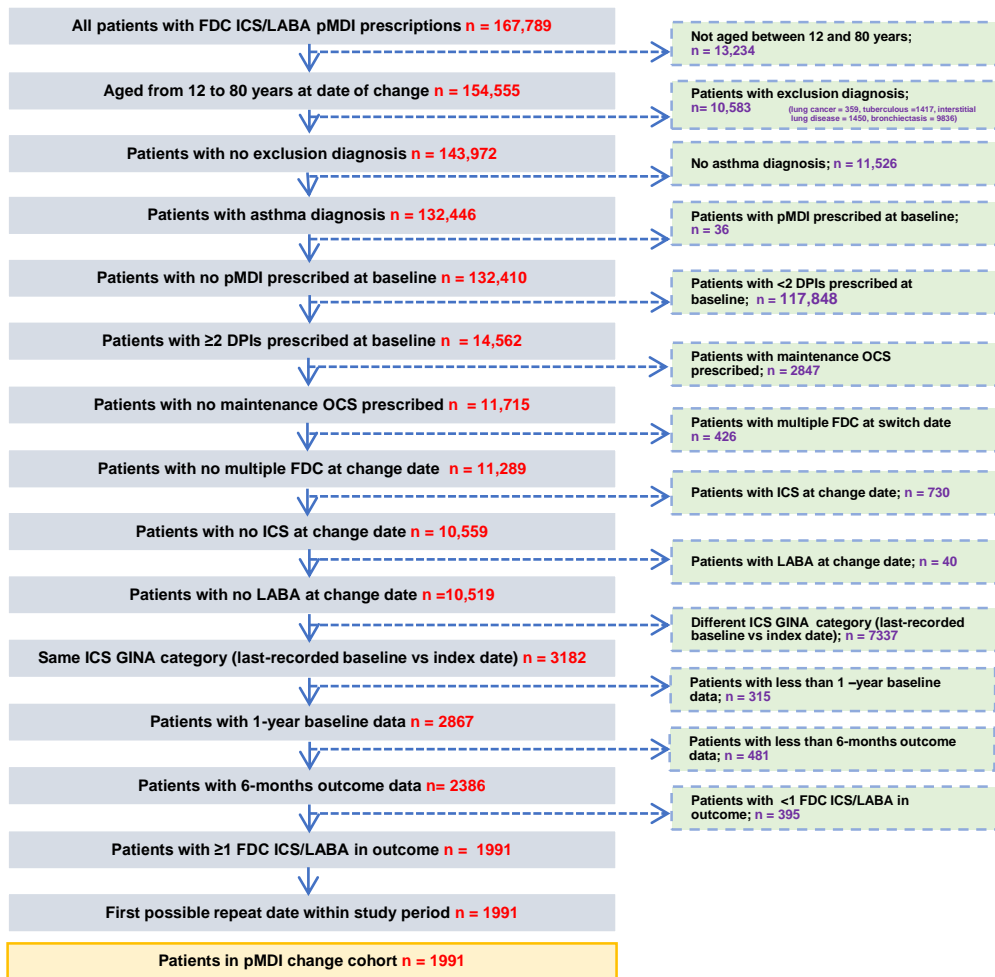 All patients with FDC ICS/LABA pMDI prescriptions n = 167,789
Not aged between 12 and 80 years;
n = 13,234
Aged from 12 to 80 years at date of change n = 154,555
Patients with exclusion diagnosis;
n= 10,583 (lung cancer = 359, tuberculous =1417, interstitial
lung disease = 1450, bronchiectasis = 9836)
Patients with no exclusion diagnosis n = 143,972
No asthma diagnosis; n = 11,526
Patients with asthma diagnosis n = 132,446
Patients with pMDI prescribed at baseline;
n = 36
Patients with no pMDI prescribed at baseline n = 132,410
Patients with <2 DPIs prescribed at
baseline; n = 117,848
Patients with ≥2 DPIs prescribed at baseline n = 14,562
Patients with maintenance OCS
prescribed; n = 2847
Patients with no maintenance OCS prescribed n = 11,715
Patients with multiple FDC at switch date
n = 426
Patients with no multiple FDC at change date n = 11,289
Patients with ICS at change date; n = 730
Patients with no ICS at change date n = 10,559
Patients with LABA at change date; n = 40
Patients with no LABA at change date n =10,519
Different ICS GINA category (last-recorded
baseline vs index date); n = 7337
Same ICS GINA category (last-recorded baseline vs index date) n = 3182
Patients with less than 1 –year baseline
data; n = 315
Patients with 1-year baseline data n = 2867
Patients with less than 6-months outcome
data; n = 481
Patients with 6-months outcome data n= 2386
Patients with <1 FDC ICS/LABA in
outcome; n = 395
Patients with ≥1 FDC ICS/LABA in outcome n = 1991
First possible repeat date within study period n = 1991
Patients in pMDI change cohort n = 1991